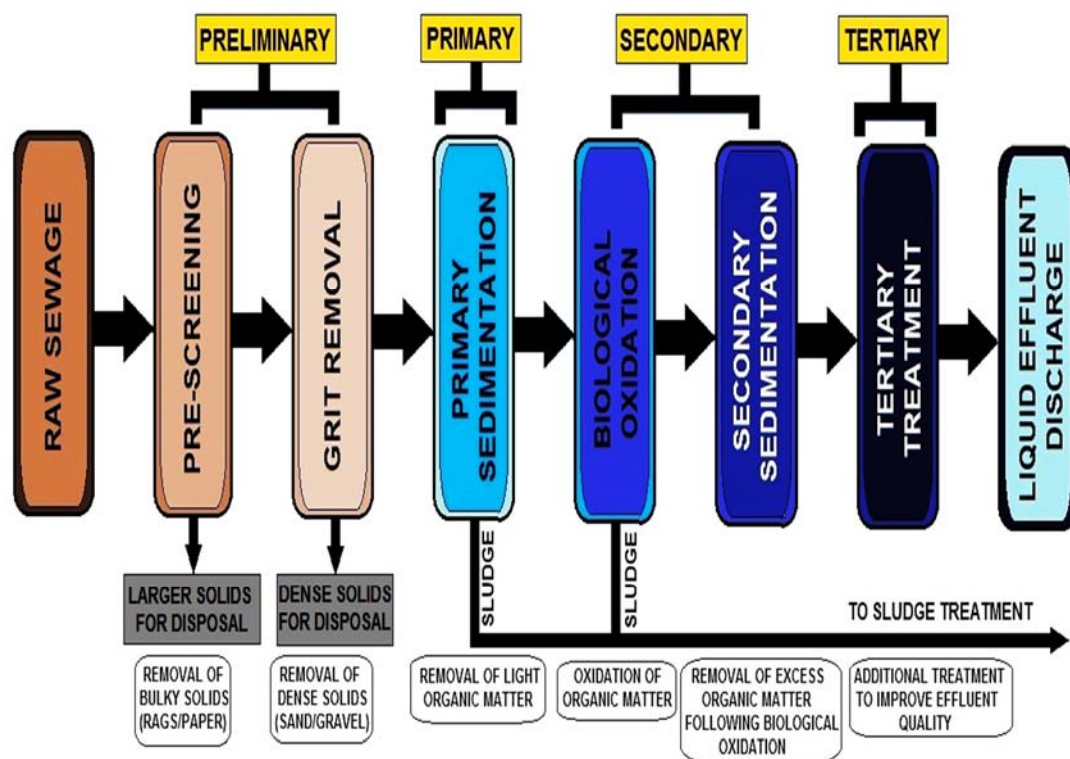 PRELIMINARY
PRIMARY
SECONDARY
TERTIARY
RAW SEWAGE
PRE-SCREENING
GRIT REMOVAL
PRIMARY
SEDIMENTATION
BIOLOGICAL
OXIDATION
SECONDARY
SEDIMENTATION
TERTIARY
TREATMENT
LIQUID EFFLUENT
DISCHARGE
LARGER SOLIDS
FOR DISPOSAL
DENSE SOLIDS
FOR DISPOSAL
SLUDGE
SLUDGE
TO SLUDGE TREATMENT
REMOVAL OF
BULKY SOLIDS
(RAGS/PAPER)
REMOVAL OF
DENSE SOLIDS
(SAND/GRAVEL)
REMOVAL OF LIGHT
ORGANIC MATTER
OXIDATION OF
ORGANIC MATTER
REMOVAL OF EXCESS
ORGANIC MATTER
FOLLOWING BIOLOGICAL
OXIDATION
ADDITIONAL TREATMENT
TO IMPROVE EFFLUENT
QUALITY